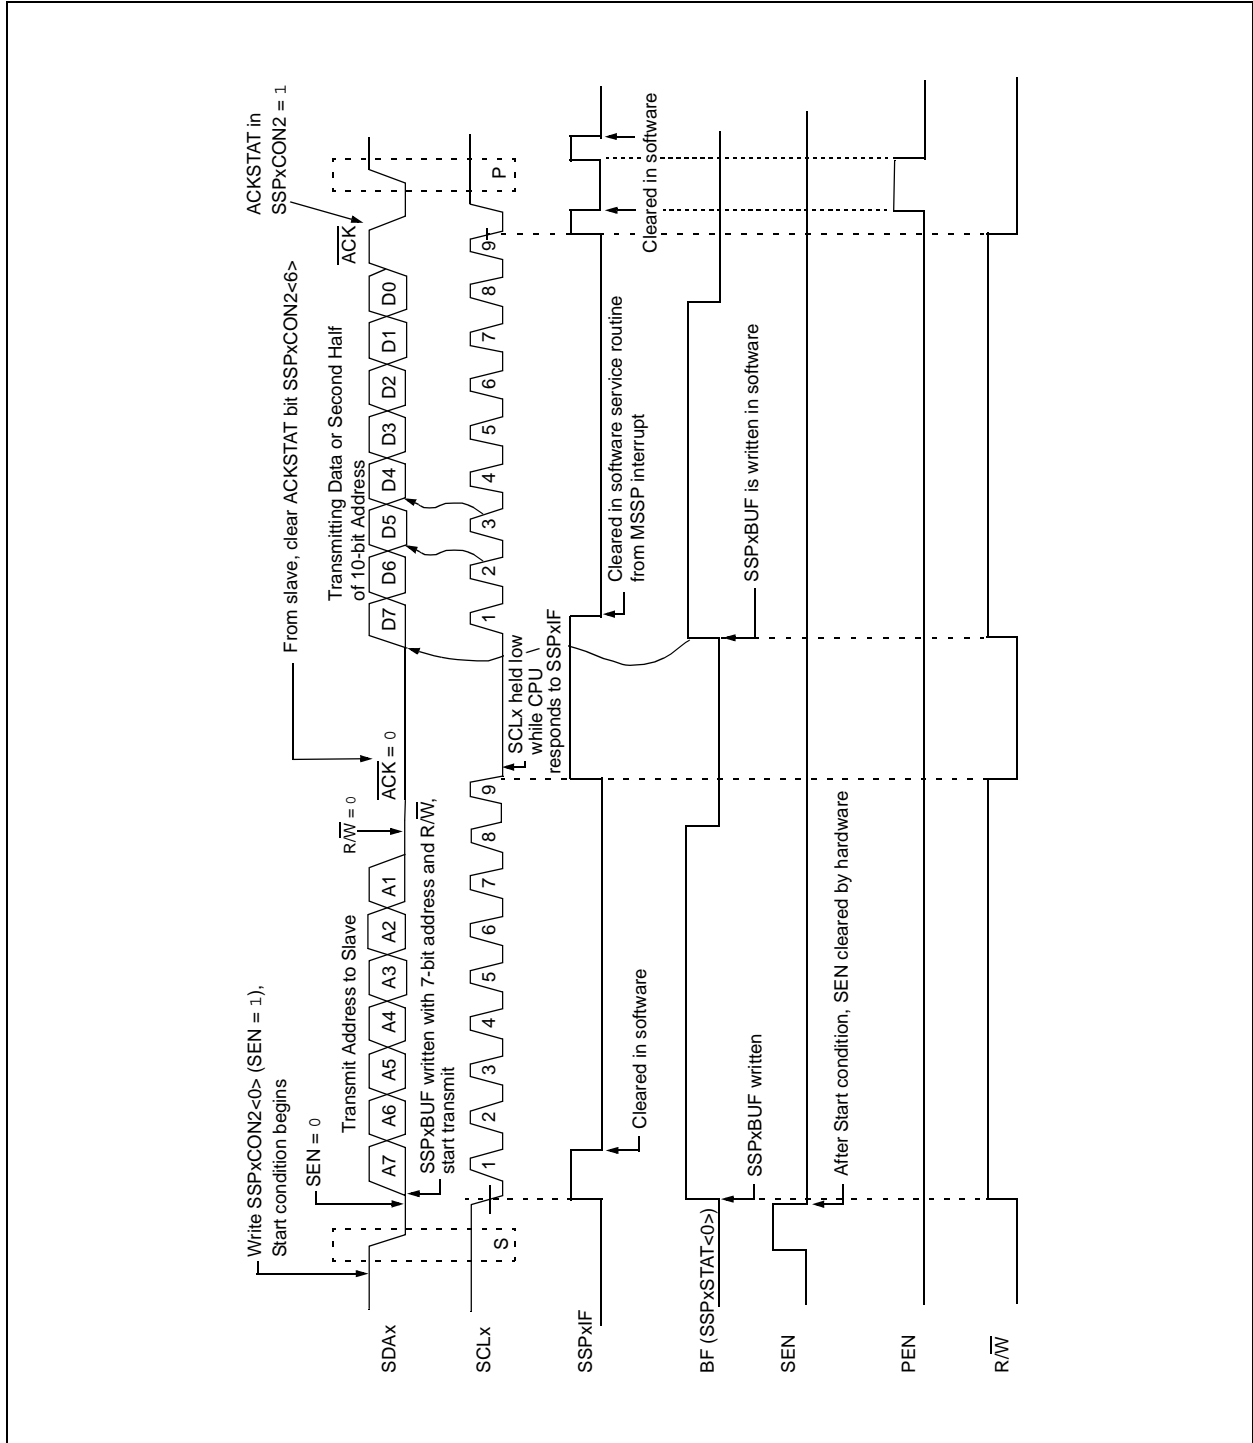 Write SSPxCON2<0> (SEN = 1),
Start condition begins
SEN = 0
From slave, clear ACKSTAT bit SSPxCON2<6>
ACKSTAT in
SSPxCON2 = 1
Transmit Address to Slave
R/W = 0
ACK = 0
Transmitting Data or Second Half
of 10-bit Address
ACK
SDAx
A7 A6 A5 A4 A3 A2 A1
D7 D6 D5 D4 D3 D2 D1 D0
SSPxBUF written with 7-bit address and R/W,
start transmit
SCLx
S
1 2 3 4 5 6 7 8 9
1 2 3 4 5 6 7 8 9
P
SCLx held low
while CPU
responds to SSPxIF
SSPxIF
Cleared in software
Cleared in software service routine
from MSSP interrupt
Cleared in software
BF (SSPxSTAT<0>)
SSPxBUF written
SSPxBUF is written in software
SEN
After Start condition, SEN cleared by hardware
PEN
R/W